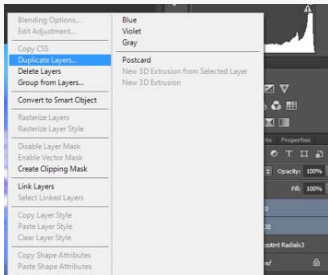 Blending Options...
Edit Adjustment...
Copy CSS
Duplicate Layers...
Delete Layers
Group from Layers...
Convert to Smart Object
Rasterize Layers
Rasterize Layer Style
Disable Layer Mask
Enable Vector Mask
Create Clipping Mask
Link Layers
Select Linked Layers
Copy Layer Style
Paste Layer Style
Clear Layer Style
Copy Shape Attributes
Paste Shape Attributes
Blue
Violet
Gray
Postcard
New 3D Extrusion from Selected Layer
New 3D Extrusion
Properties
T
Opacity: 100%
Fill: 100%
20